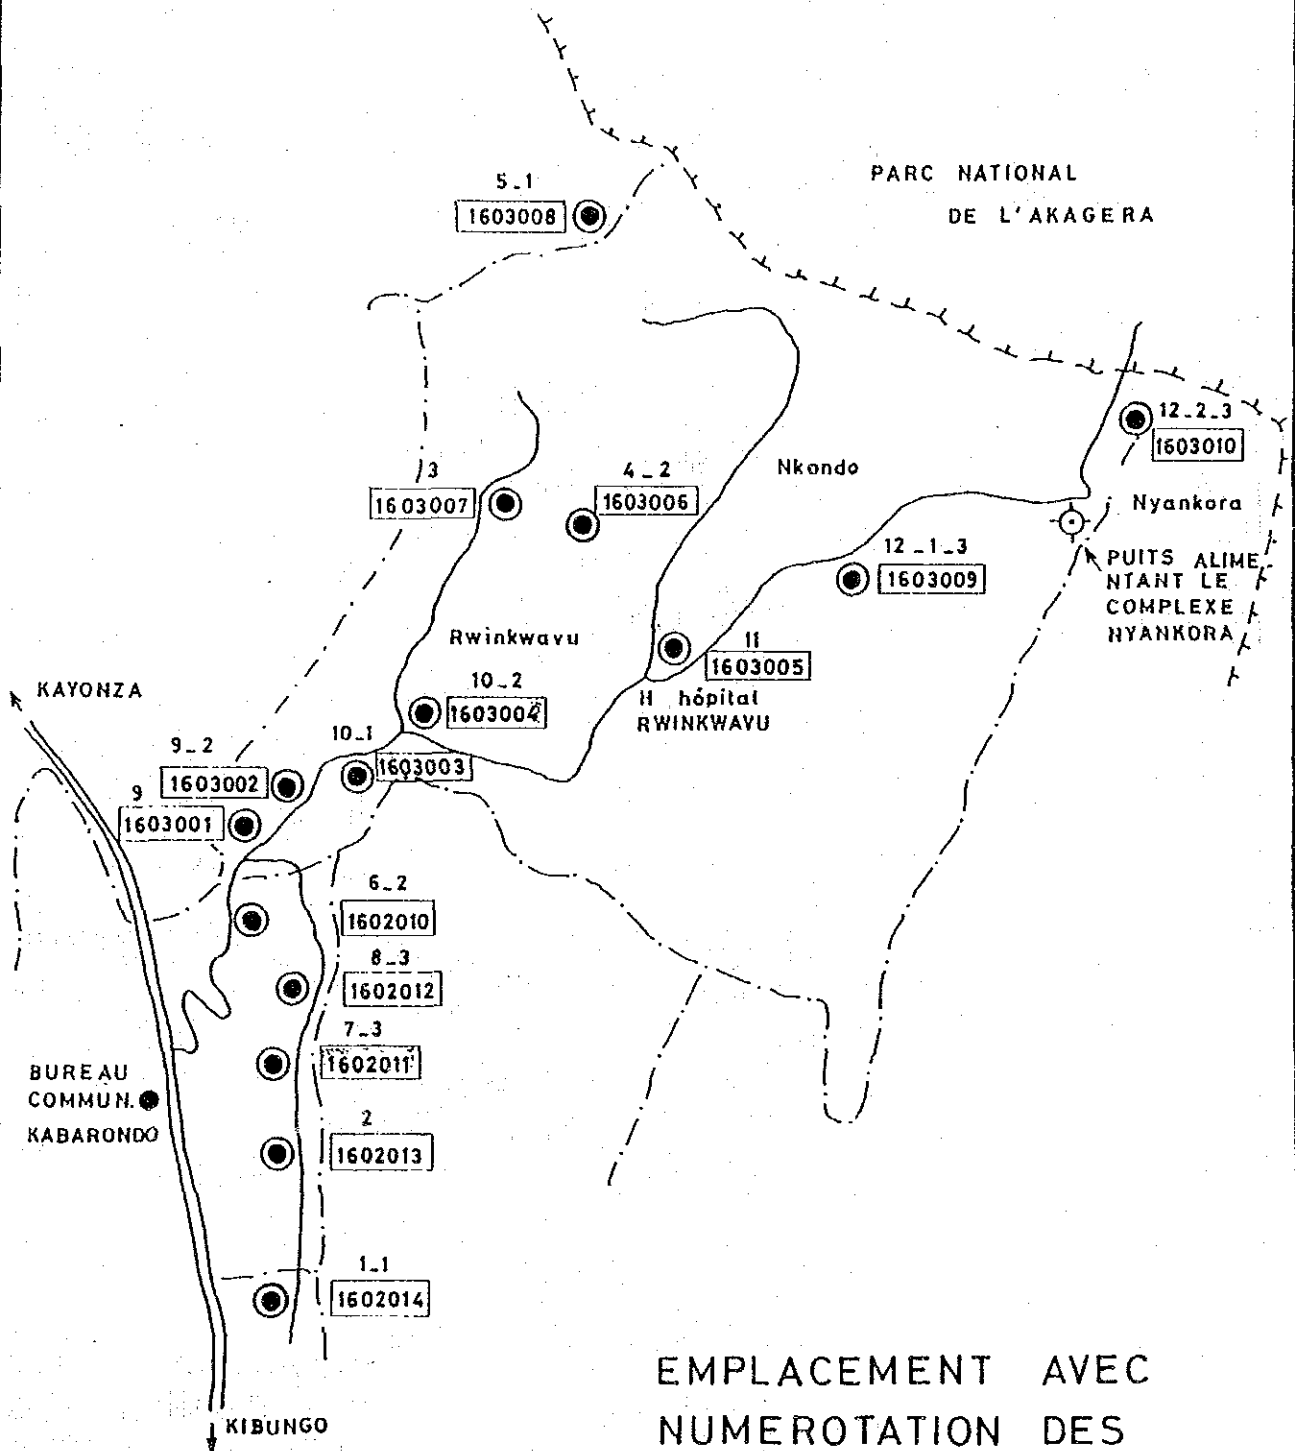 PARC NATIONAL
DE L'AKAGERA
5_1
1603008
12_2_3
1603010
Nkondo
3
1603007
4_2
1603006
Nyankora
12_1_3
1603009
PUITS ALIME
NTANT LE
COMPLEXE
NYANKORA
Rwinkwavu
11
1603005
H hôpital
RWINKWAVU
KAYONZA
10_2
1603004
10_1
1603003
9_2
1603002
9
1603001
6_2
1602010
8_3
1602012
7_3
1602011
BUREAU
COMMUN.
KABARONDO
2
1602013
1_1
1602014
KIBUNGO
EMPLACEMENT AVEC
NUMEROTATION DES